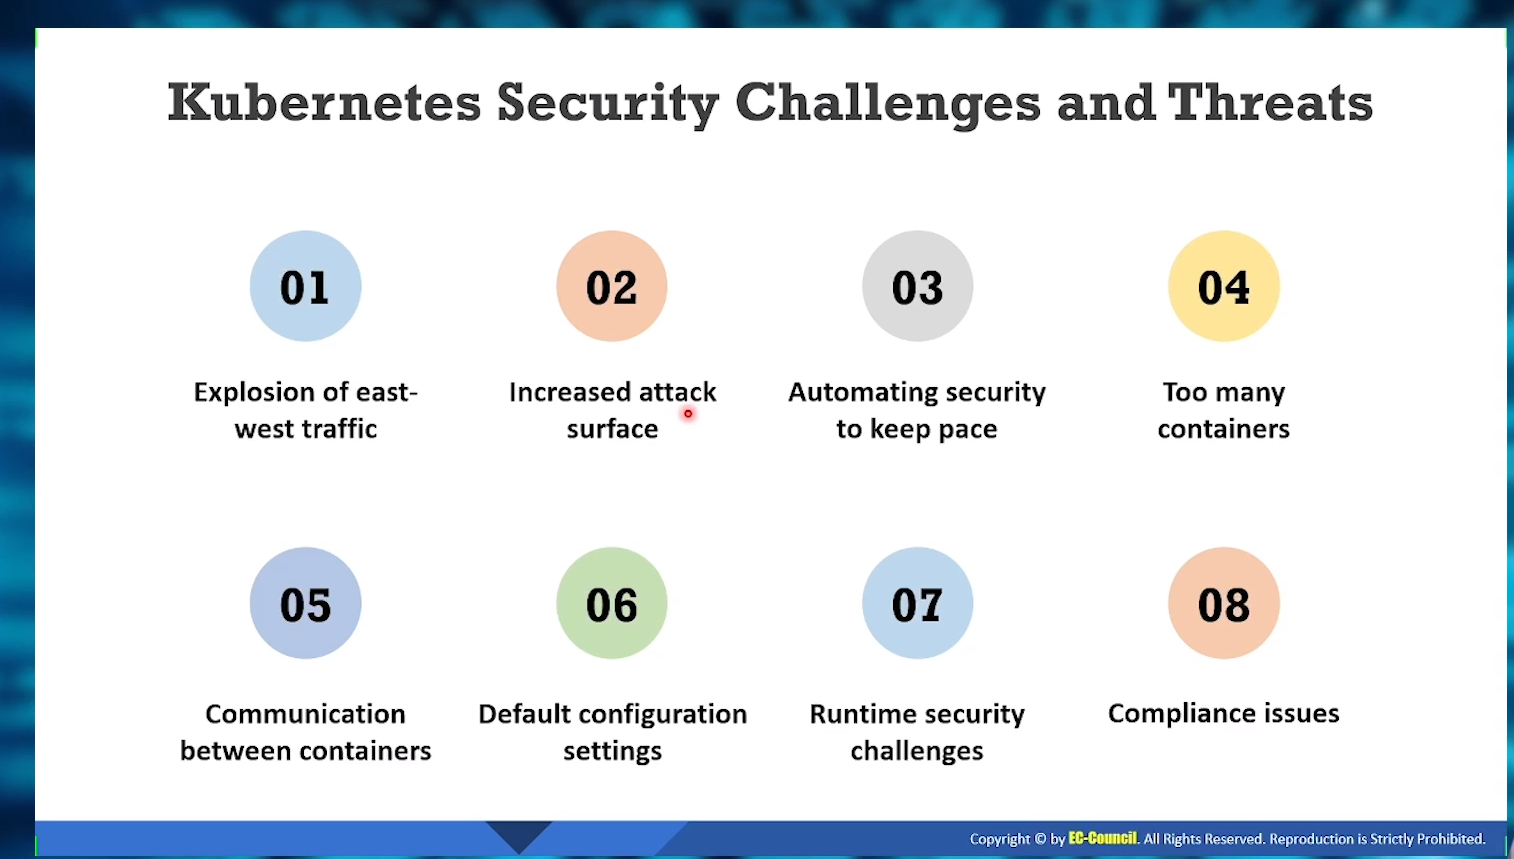 Kubernetes Security Challenges and Threats
01
02
03
04
Explosion of east-
west traffic
Increased attack
surface
Automating security
to keep pace
Too many
containers
05
06
07
08
Communication
between containers
Default configuration
settings
Runtime security
challenges
Compliance issues
Copyright © by EC-Council. All Rights Reserved. Reproduction is Strictly Prohibited.